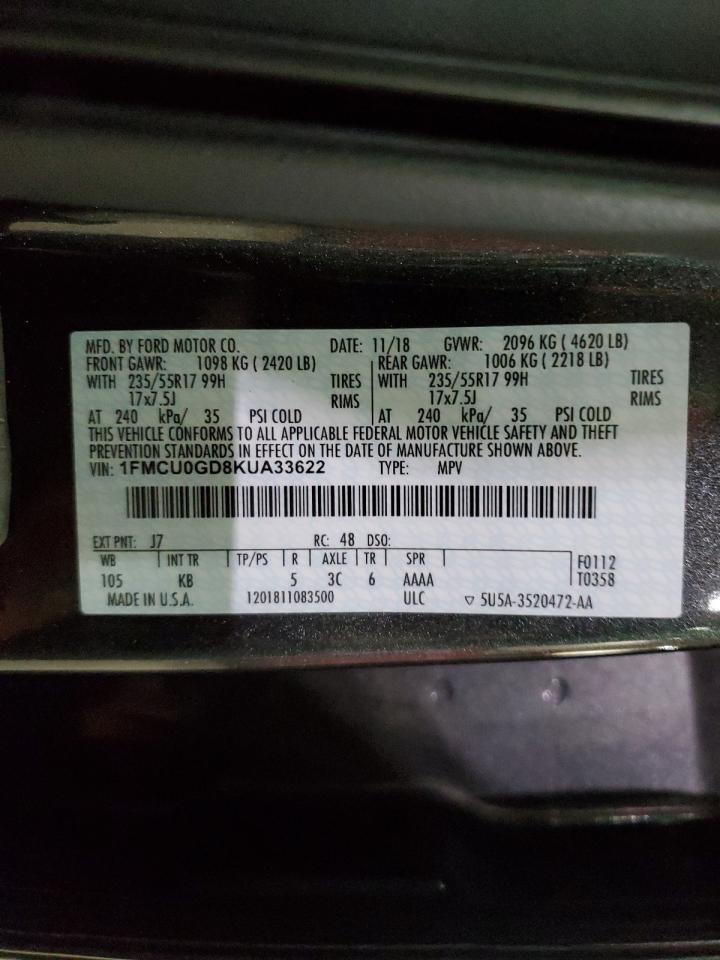 MFD. BY FORD MOTOR CO. DATE: 11/18 GVWR: 2096 KG ( 4620 LB)
FRONT GAWR: 1098 KG ( 2420 LB) REAR GAWR: 1006 KG ( 2218 LB)
WITH 235/55R17 99H TIRES WITH 235/55R17 99H TIRES
17x7.5J RIMS 17x7.5J RIMS
AT 240 kPa/ 35 PSI COLD AT 240 kPa/ 35 PSI COLD
THIS VEHICLE CONFORMS TO ALL APPLICABLE FEDERAL MOTOR VEHICLE SAFETY AND THEFT
PREVENTION STANDARDS IN EFFECT ON THE DATE OF MANUFACTURE SHOWN ABOVE.
VIN: 1FMCU0GD8KUA33622 TYPE: MPV
EXT PNT: J7 RC: 48 DSO:
WB INT TR TP/PS R AXLE TR SPR F0112
105 KB 5 3C 6 AAAA T0358
MADE IN U.S.A. 1201811083500 ULC ▽ 5U5A-3520472-AA